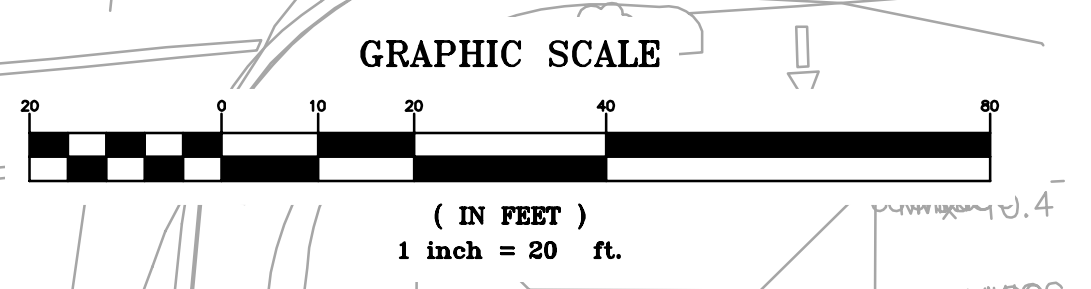 GRAPHIC SCALE
20 0 10 20 40 80
( IN FEET )
1 inch = 20 ft.